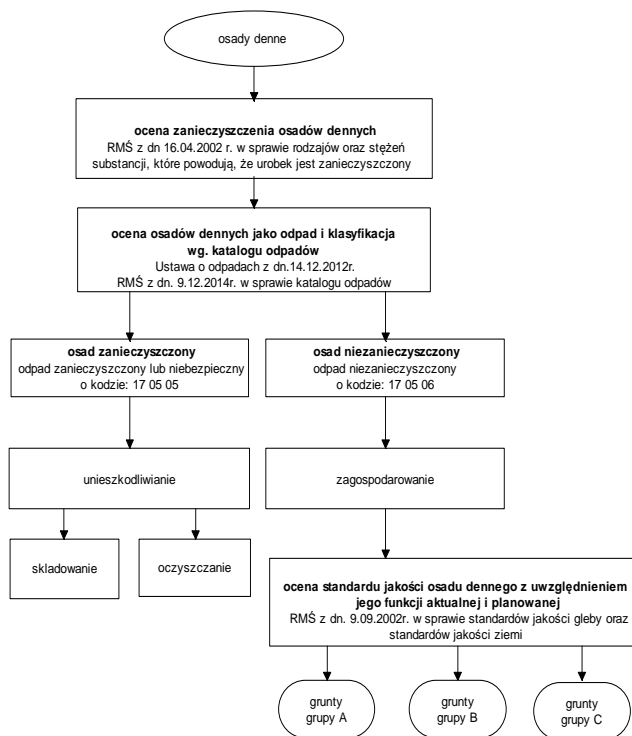 osady denne
ocena zanieczyszczenia osadów dennych
RMŚ z dn 16.04.2002 r. w sprawie rodzajów oraz stężeń
substancji, które powodują, że urobek jest zanieczyszczony
ocena osadów dennych jako odpad i klasyfikacja
wg. katalogu odpadów
Ustawa o odpadach z dn.14.12.2012r.
RMŚ z dn. 9.12.2014r. w sprawie katalogu odpadów
osad zanieczyszczony
odpad zanieczyszczony lub niebezpieczny
o kodzie: 17 05 05
osad niezanieczyszczony
odpad niezanieczyszczony
o kodzie: 17 05 06
unieszkodliwianie
zagospodarowanie
skladowanie
oczyszczanie
ocena standardu jakości osadu dennego z uwzględnieniem
jego funkcji aktualnej i planowanej
RMŚ z dn. 9.09.2002r. w sprawie standardów jakości gleby oraz
standardów jakości ziemi
grunty
grupy A
grunty
grupy B
grunty
grupy C